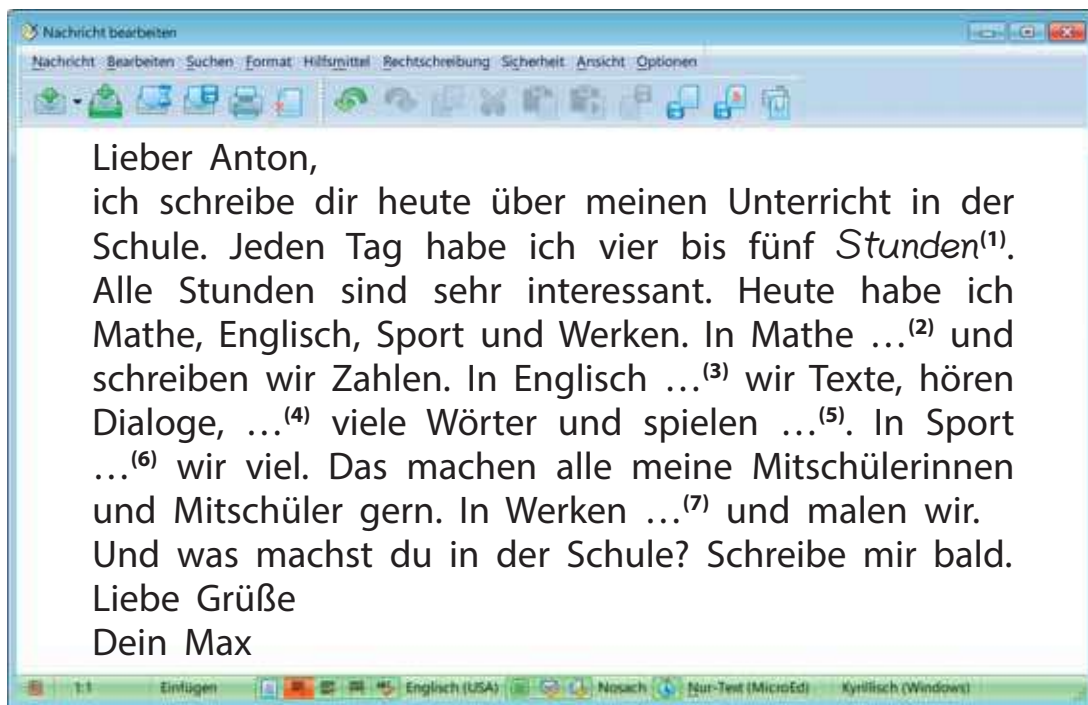 Nachricht bearbeiten
Nachricht Bearbeiten Suchen Format Hilfsmittel Rechtschreibung Sicherheit Ansicht Optionen
Lieber Anton,
ich schreibe dir heute über meinen Unterricht in der
Schule. Jeden Tag habe ich vier bis fünf Stunden(1).
Alle Stunden sind sehr interessant. Heute habe ich
Mathe, Englisch, Sport und Werken. In Mathe …(2) und
schreiben wir Zahlen. In Englisch …(3) wir Texte, hören
Dialoge, …(4) viele Wörter und spielen …(5). In Sport
…(6) wir viel. Das machen alle meine Mitschülerinnen
und Mitschüler gern. In Werken …(7) und malen wir.
Und was machst du in der Schule? Schreibe mir bald.
Liebe Grüße
Dein Max
1:1 Einfügen Englisch (USA) Nosach Nur-Text (MicroEd) Kyrillisch (Windows)